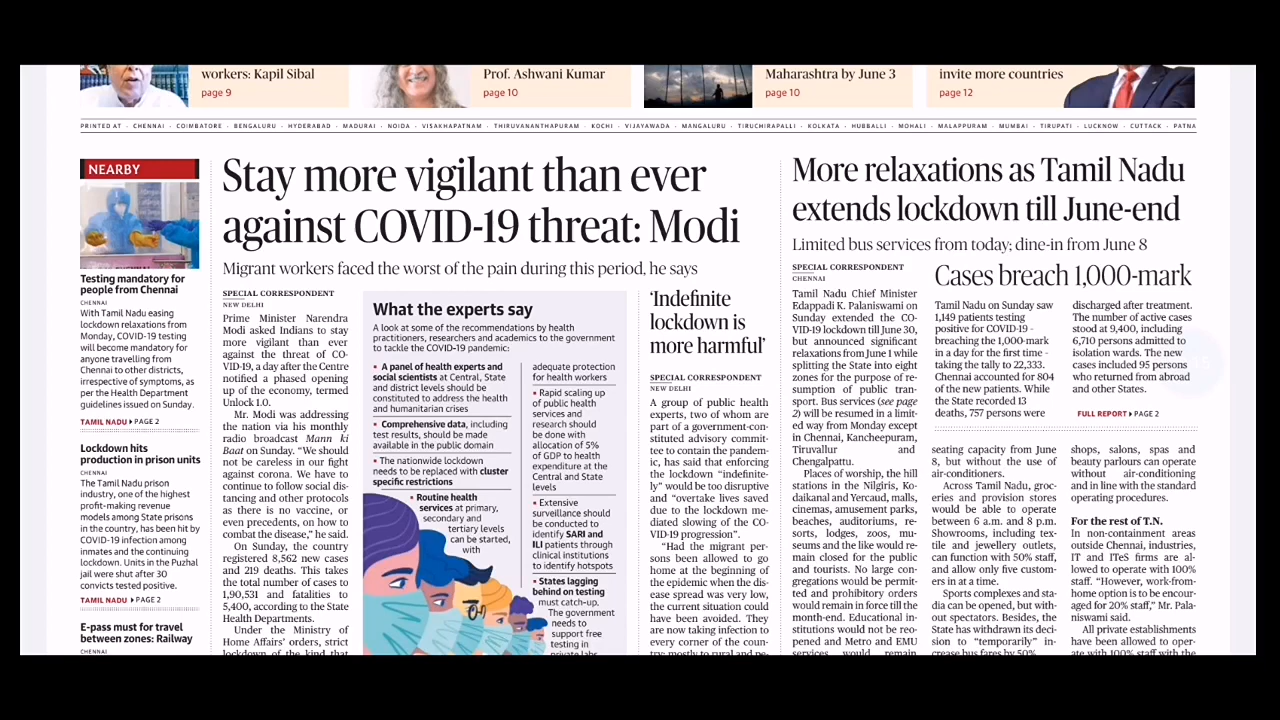 workers: Kapil Sibal
page 9
Prof. Ashwani Kumar
page 10
Maharashtra by June 3
page 10
invite more countries
page 12
PRINTED AT · CHENNAI · COIMBATORE · BENGALURU · HYDERABAD · MADURAI · NOIDA · VISAKHAPATNAM · THIRUVANANTHAPURAM · KOCHI · VIJAYAWADA · MANGALURU · TIRUCHIRAPALLI · KOLKATA · HUBBALLI · MOHALI · MALAPPURAM · MUMBAI · TIRUPATI · LUCKNOW · CUTTACK · PATNA
NEARBY
Testing mandatory for
people from Chennai
CHENNAI
With Tamil Nadu easing
lockdown relaxations from
Monday, COVID-19 testing
will become mandatory for
anyone travelling from
Chennai to other districts,
irrespective of symptoms, as
per the Health Department
guidelines issued on Sunday.
TAMIL NADU ▸ PAGE 2
Lockdown hits
production in prison units
CHENNAI
The Tamil Nadu prison
industry, one of the highest
profit-making revenue
models among State prisons
in the country, has been hit by
COVID-19 infection among
inmates and the continuing
lockdown. Units in the Puzhal
jail were shut after 30
convicts tested positive.
TAMIL NADU ▸ PAGE 2
E-pass must for travel
between zones: Railway
CHENNAI
Stay more vigilant than ever
against COVID-19 threat: Modi
Migrant workers faced the worst of the pain during this period, he says
SPECIAL CORRESPONDENT
NEW DELHI
Prime Minister Narendra
Modi asked Indians to stay
more vigilant than ever
against the threat of CO-
VID-19, a day after the Centre
notified a phased opening
up of the economy, termed
Unlock 1.0.
Mr. Modi was addressing
the nation via his monthly
radio broadcast Mann ki
Baat on Sunday. “We should
not be careless in our fight
against corona. We have to
continue to follow social dis-
tancing and other protocols
as there is no vaccine, or
even precedents, on how to
combat the disease,” he said.
On Sunday, the country
registered 8,562 new cases
and 219 deaths. This takes
the total number of cases to
1,90,531 and fatalities to
5,400, according to the State
Health Departments.
Under the Ministry of
Home Affairs’ orders, strict
lockdown of the kind that
What the experts say
A look at some of the recommendations by health
practitioners, researchers and academics to the government
to tackle the COVID-19 pandemic:
▪ A panel of health experts and
social scientists at Central, State
and district levels should be
constituted to address the health
and humanitarian crises
▪ Comprehensive data, including
test results, should be made
available in the public domain
▪ The nationwide lockdown
needs to be replaced with cluster
specific restrictions
▪ Routine health
services at primary,
secondary and
tertiary levels
can be started,
with
adequate protection
for health workers
▪ Rapid scaling up
of public health
services and
research should
be done with
allocation of 5%
of GDP to health
expenditure at the
Central and State
levels
▪ Extensive
surveillance should
be conducted to
identify SARI and
ILI patients through
clinical institutions
to identify hotspots
▪ States lagging
behind on testing
must catch-up.
The government
needs to
support free
testing in
private labs
‘Indefinite
lockdown is
more harmful’
SPECIAL CORRESPONDENT
NEW DELHI
A group of public health
experts, two of whom are
part of a government-con-
stituted advisory commit-
tee to contain the pandem-
ic, has said that enforcing
the lockdown “indefinite-
ly” would be too disruptive
and “overtake lives saved
due to the lockdown me-
diated slowing of the CO-
VID-19 progression”.
“Had the migrant per-
sons been allowed to go
home at the beginning of
the epidemic when the dis-
ease spread was very low,
the current situation could
have been avoided. They
are now taking infection to
every corner of the coun-
try; mostly to rural and pe-
More relaxations as Tamil Nadu
extends lockdown till June-end
Limited bus services from today; dine-in from June 8
SPECIAL CORRESPONDENT
CHENNAI
Tamil Nadu Chief Minister
Edappadi K. Palaniswami on
Sunday extended the CO-
VID-19 lockdown till June 30,
but announced significant
relaxations from June 1 while
splitting the State into eight
zones for the purpose of re-
sumption of public tran-
sport. Bus services (see page
2) will be resumed in a limit-
ed way from Monday except
in Chennai, Kancheepuram,
Tiruvallur and
Chengalpattu.
Places of worship, the hill
stations in the Nilgiris, Ko-
daikanal and Yercaud, malls,
cinemas, amusement parks,
beaches, auditoriums, re-
sorts, lodges, zoos, mu-
seums and the like would re-
main closed for the public
and tourists. No large con-
gregations would be permit-
ted and prohibitory orders
would remain in force till the
month-end. Educational in-
stitutions would not be reo-
pened and Metro and EMU
services would remain
Cases breach 1,000-mark
Tamil Nadu on Sunday saw
1,149 patients testing
positive for COVID-19 -
breaching the 1,000-mark
in a day for the first time -
taking the tally to 22,333.
Chennai accounted for 804
of the new patients. While
the State recorded 13
deaths, 757 persons were
discharged after treatment.
The number of active cases
stood at 9,400, including
6,710 persons admitted to
isolation wards. The new
cases included 95 persons
who returned from abroad
and other States.
FULL REPORT ▸ PAGE 2
seating capacity from June
8, but without the use of
air-conditioners.
Across Tamil Nadu, groc-
eries and provision stores
would be able to operate
between 6 a.m. and 8 p.m.
Showrooms, including tex-
tile and jewellery outlets,
can function with 50% staff,
and allow only five custom-
ers in at a time.
Sports complexes and sta-
dia can be opened, but with-
out spectators. Besides, the
State has withdrawn its deci-
sion to “temporarily” in-
crease bus fares by 50%.
shops, salons, spas and
beauty parlours can operate
without air-conditioning
and in line with the standard
operating procedures.
For the rest of T.N.
In non-containment areas
outside Chennai, industries,
IT and ITeS firms are al-
lowed to operate with 100%
staff. “However, work-from-
home option is to be encour-
aged for 20% staff,” Mr. Pala-
niswami said.
All private establishments
have been allowed to oper-
ate with 100% staff with the